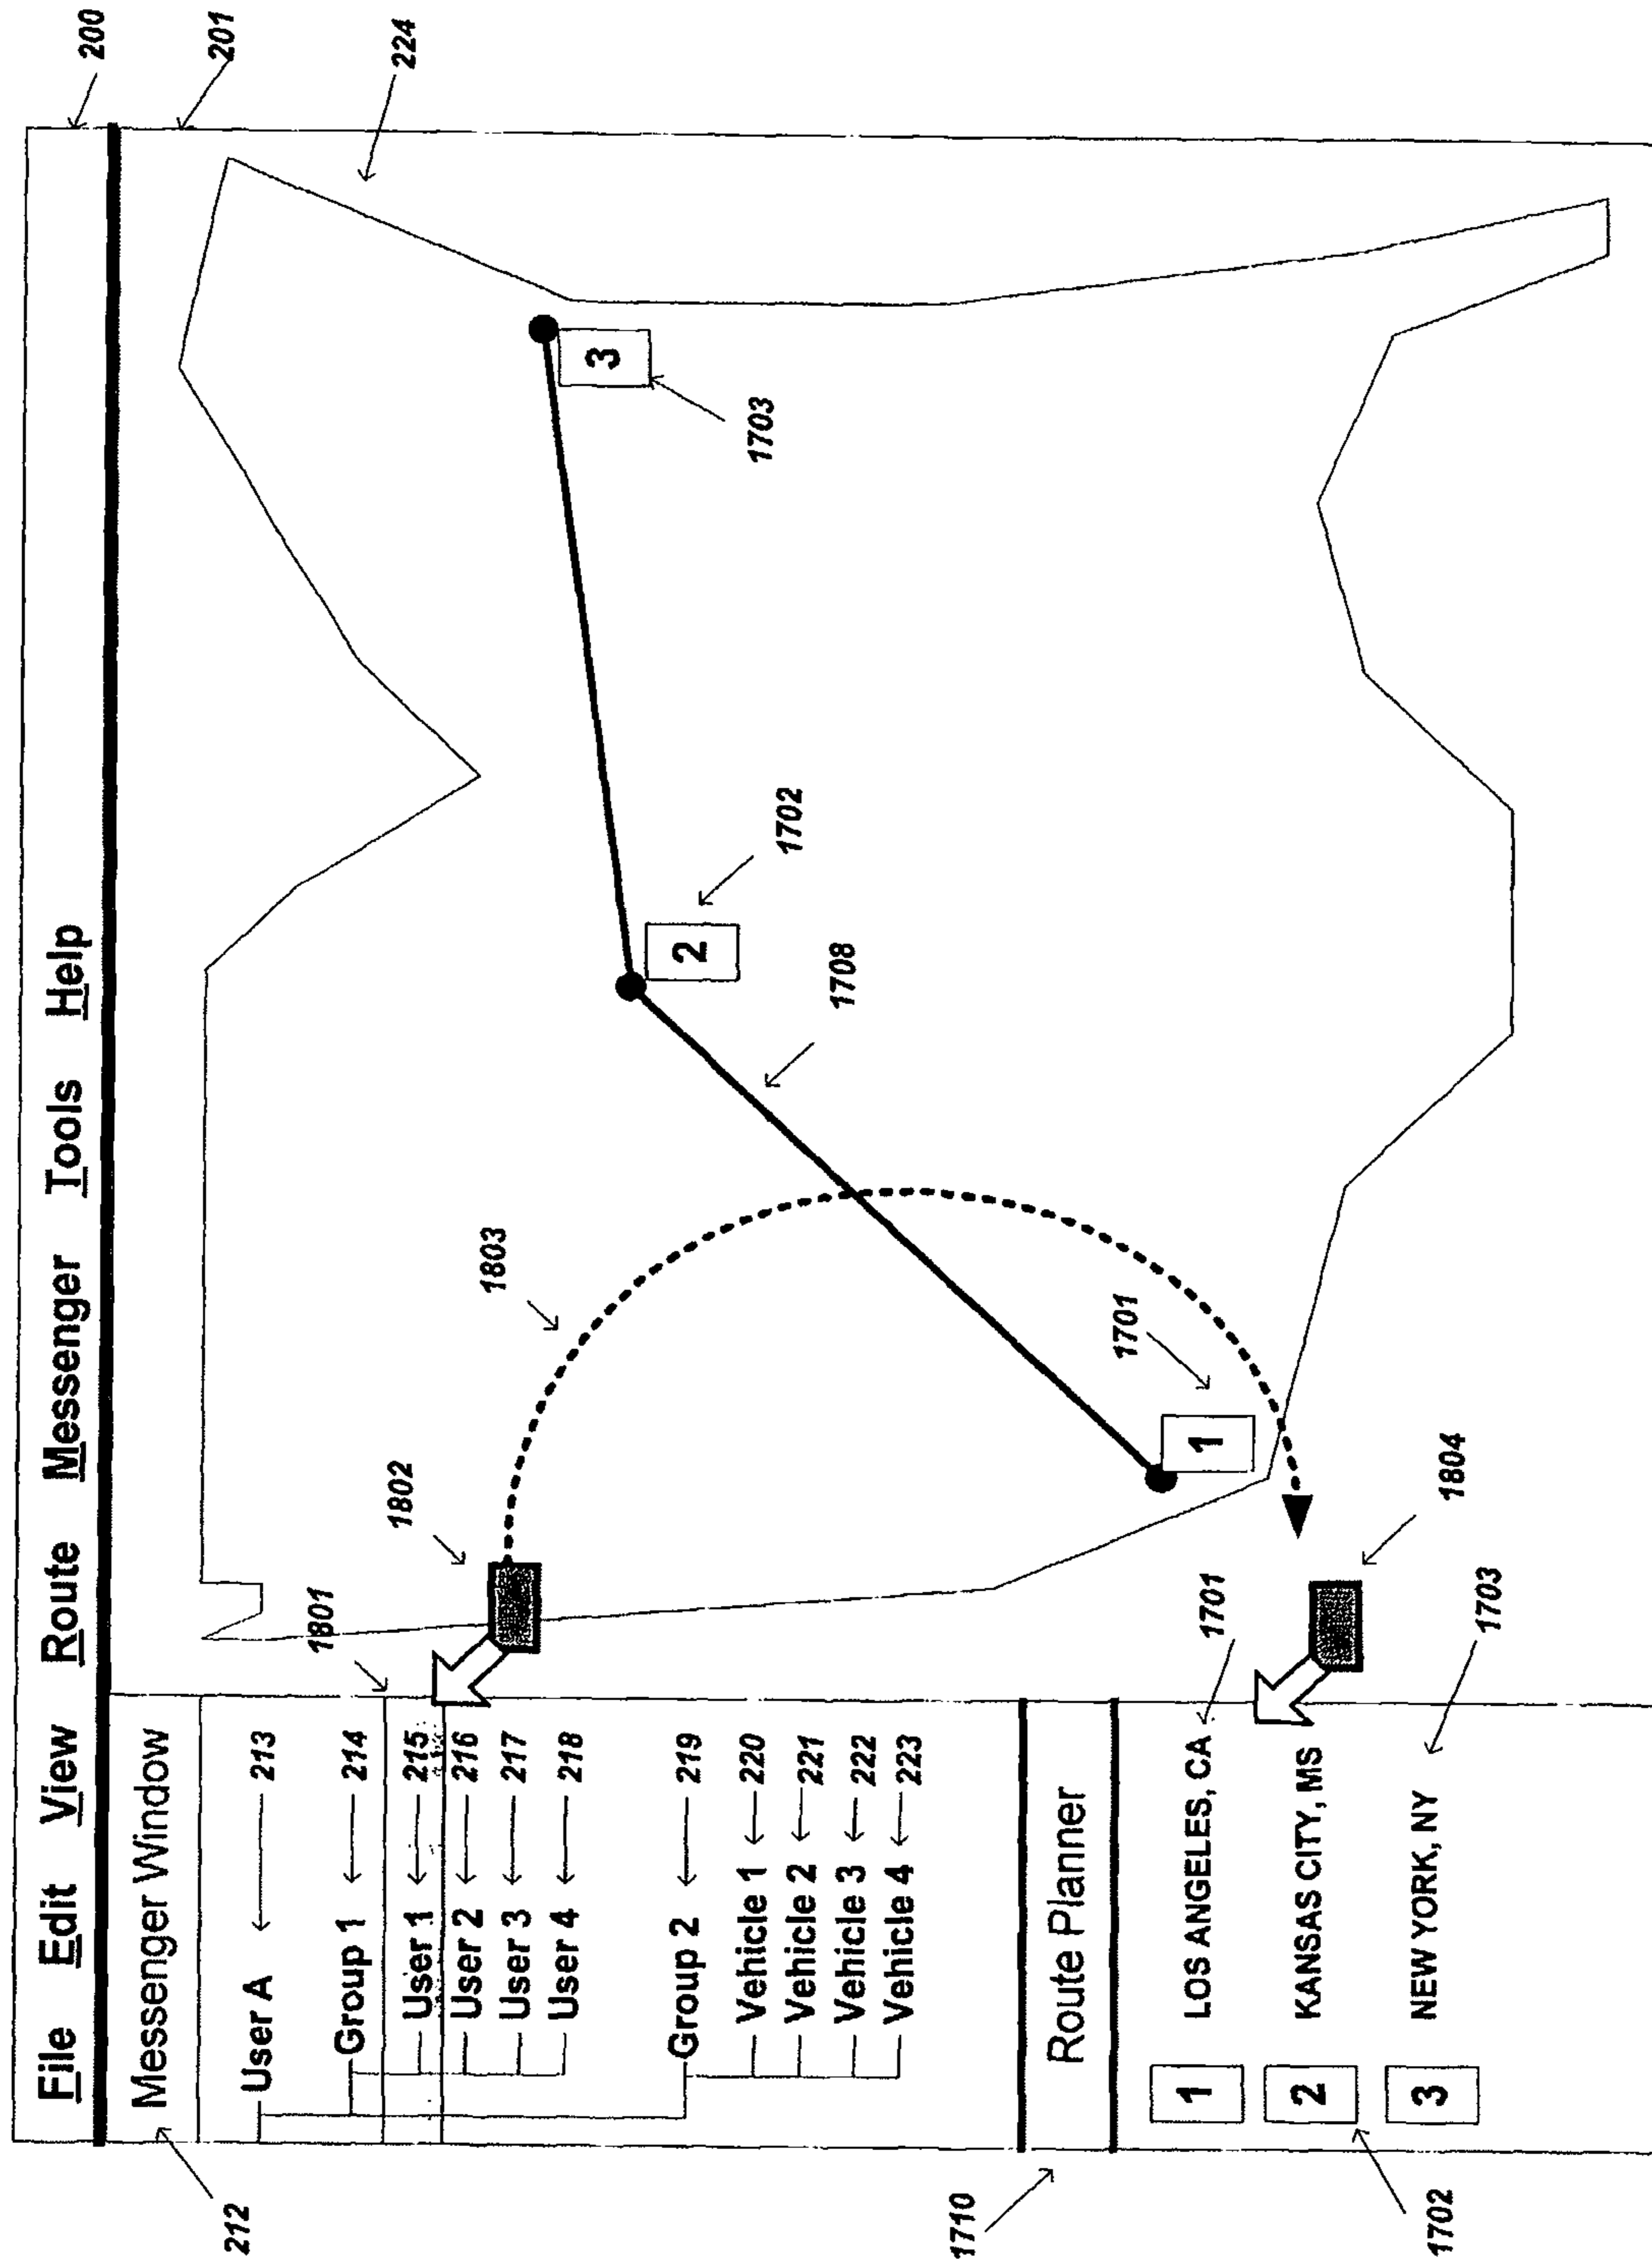 File Edit View Route Messenger Tools Help
200
201
224
Messenger Window
212
User A 213
Group 1 214
1801
User 1 215
User 2 216
User 3 217
User 4 218
Group 2 219
Vehicle 1 220
Vehicle 2 221
Vehicle 3 222
Vehicle 4 223
1802
1803
3
1703
2
1702
1708
1701
1
1710
Route Planner
1 LOS ANGELES, CA 1701
2 KANSAS CITY, MS
1702
3 NEW YORK, NY 1703
1804